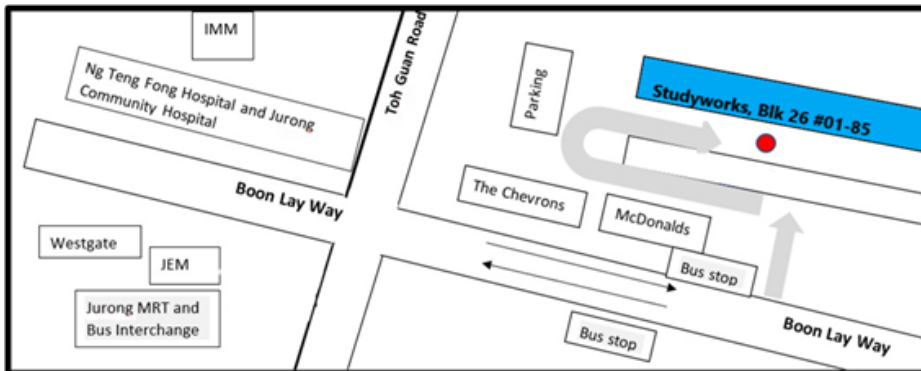 IMM
Ng Teng Fong Hospital and Jurong
Community Hospital
Toh Guan Road
Parking
Studyworks, Blk 26 #01-85
Boon Lay Way
The Chevrons
McDonalds
Westgate
JEM
Bus stop
Jurong MRT and
Bus Interchange
Bus stop
Boon Lay Way